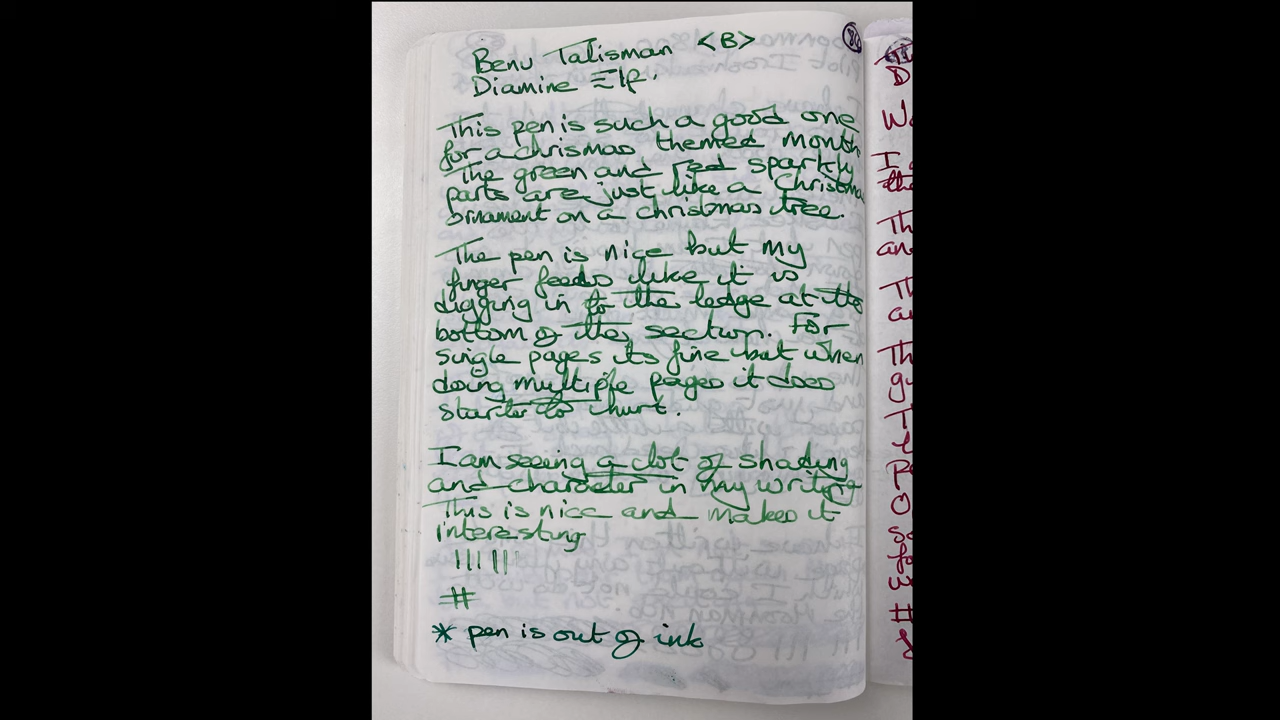 Benu Talisman <B>
Diamine Elf.
This pen is such a good one
for a chrismas themed month
The green and red sparkly
parts are just like a Christmas
ornament on a christmas tree.
The pen is nice but my
finger feels like it is
digging in to the ledge at the
bottom of the section. For
single pages its fine but when
doing multiple pages it does
starte to hurt.
I am seeing a lot of shading
and character in my writing
This is nice and makes it
interesting
||| |||
#
* pen is out of ink